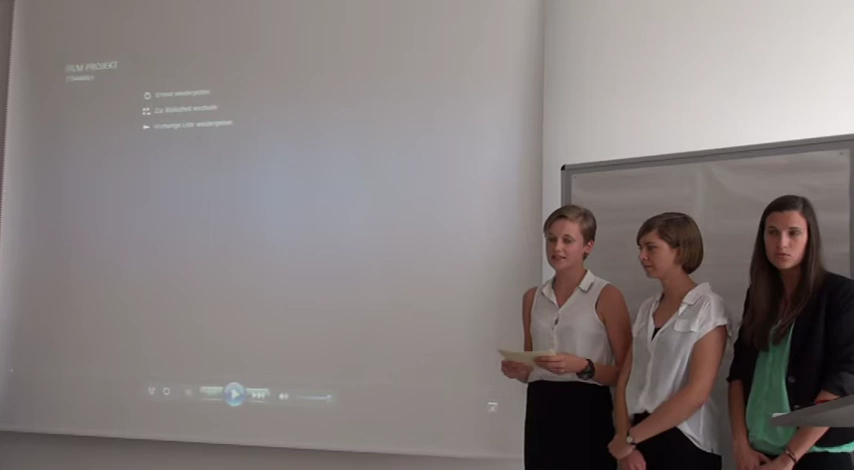 FILM PROJEKT
Erneut wiedergeben
Zur Bibliothek wechseln
Vorherige Liste wiedergeben